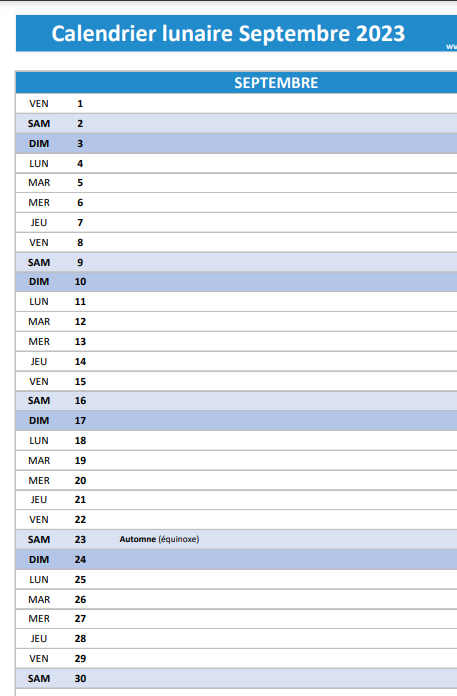 Calendrier lunaire Septembre 2023
SEPTEMBRE
VEN 1
SAM 2
DIM 3
LUN 4
MAR 5
MER 6
JEU 7
VEN 8
SAM 9
DIM 10
LUN 11
MAR 12
MER 13
JEU 14
VEN 15
SAM 16
DIM 17
LUN 18
MAR 19
MER 20
JEU 21
VEN 22
SAM 23 Automne (équinoxe)
DIM 24
LUN 25
MAR 26
MER 27
JEU 28
VEN 29
SAM 30